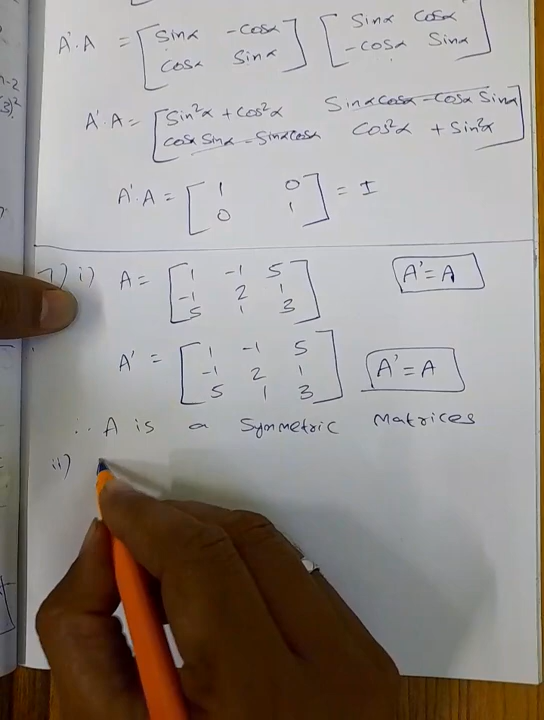 A'.A = [ Sinα -Cosα ] [ Sinα Cosα ]
[ Cosα Sinα ] [ -Cosα Sinα ]
A'.A = [ Sin²α + Cos²α Sinα Cosα - Cosα Sinα ]
[ Cosα Sinα - Sinα Cosα Cos²α + Sin²α ]
A'.A = [ 1 0 ] = I
[ 0 1 ]
7) i) A = [ 1 -1 5 ] A' = A
[ -1 2 1 ]
[ 5 1 3 ]
A' = [ 1 -1 5 ] A' = A
[ -1 2 1 ]
[ 5 1 3 ]
∴ A is a Symmetric Matrices
ii)